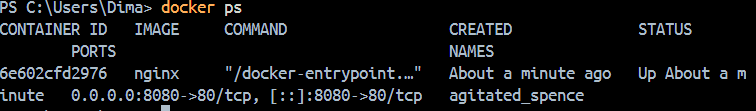 PS C:\Users\Dima> docker ps
CONTAINER ID   IMAGE     COMMAND                  CREATED              STATUS
         PORTS                                    NAMES
6e602cfd2976   nginx     "/docker-entrypoint.…"   About a minute ago   Up About a m
inute   0.0.0.0:8080->80/tcp, [::]:8080->80/tcp   agitated_spence